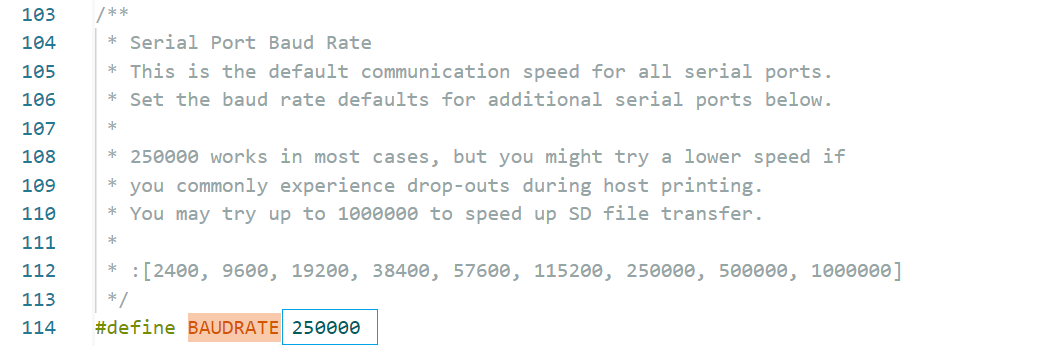 103 /**
104 * Serial Port Baud Rate
105 * This is the default communication speed for all serial ports.
106 * Set the baud rate defaults for additional serial ports below.
107 *
108 * 250000 works in most cases, but you might try a lower speed if
109 * you commonly experience drop-outs during host printing.
110 * You may try up to 1000000 to speed up SD file transfer.
111 *
112 * :[2400, 9600, 19200, 38400, 57600, 115200, 250000, 500000, 1000000]
113 */
114 #define BAUDRATE 250000